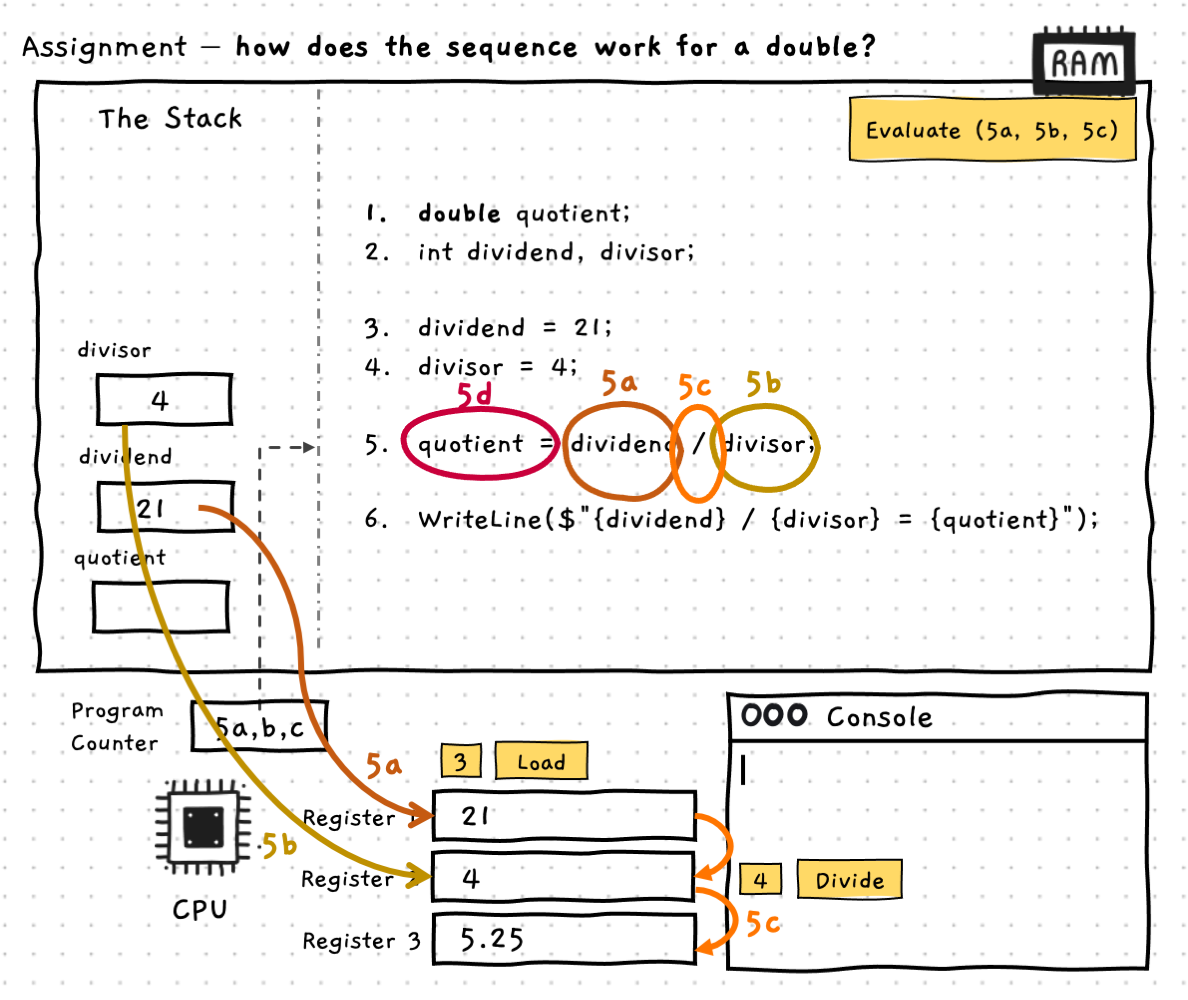 Assignment – how does the sequence work for a double?
RAM
The Stack
Evaluate (5a, 5b, 5c)
1. double quotient;
2. int dividend, divisor;
3. dividend = 21;
4. divisor = 4;
divisor
4
5d 5a 5c 5b
5. quotient = dividend / divisor;
dividend
21
6. WriteLine($"{dividend} / {divisor} = {quotient}");
quotient
Program
Counter
5a,b,c
OOO Console
5a
3 Load
Register 1 21
5b
Register 4
4 Divide
CPU
5c
Register 3 5.25